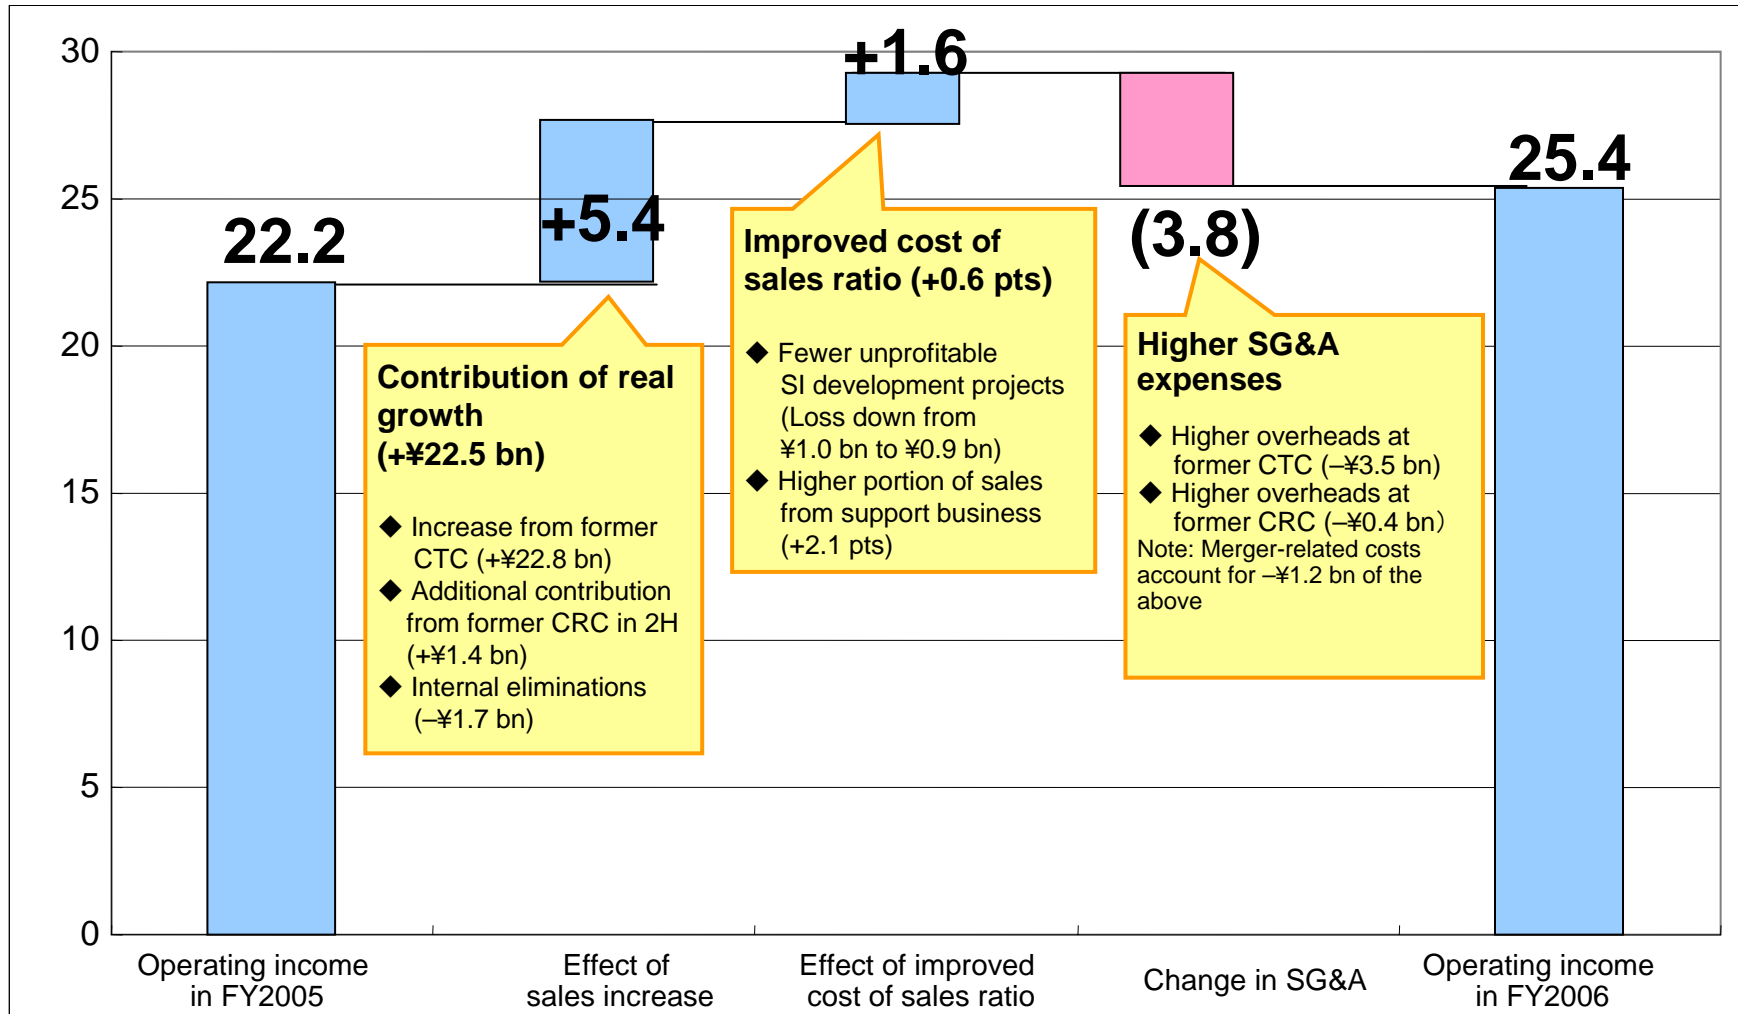 30
25
20
15
10
5
0
22.2
+5.4
+1.6
(3.8)
25.4
Contribution of real
growth
(+¥22.5 bn)
◆ Increase from former
CTC (+¥22.8 bn)
◆ Additional contribution
from former CRC in 2H
(+¥1.4 bn)
◆ Internal eliminations
(–¥1.7 bn)
Improved cost of
sales ratio (+0.6 pts)
◆ Fewer unprofitable
SI development projects
(Loss down from
¥1.0 bn to ¥0.9 bn)
◆ Higher portion of sales
from support business
(+2.1 pts)
Higher SG&A
expenses
◆ Higher overheads at
former CTC (–¥3.5 bn)
◆ Higher overheads at
former CRC (–¥0.4 bn）
Note: Merger-related costs
account for –¥1.2 bn of the
above
Operating income
in FY2005
Effect of
sales increase
Effect of improved
cost of sales ratio
Change in SG&A
Operating income
in FY2006